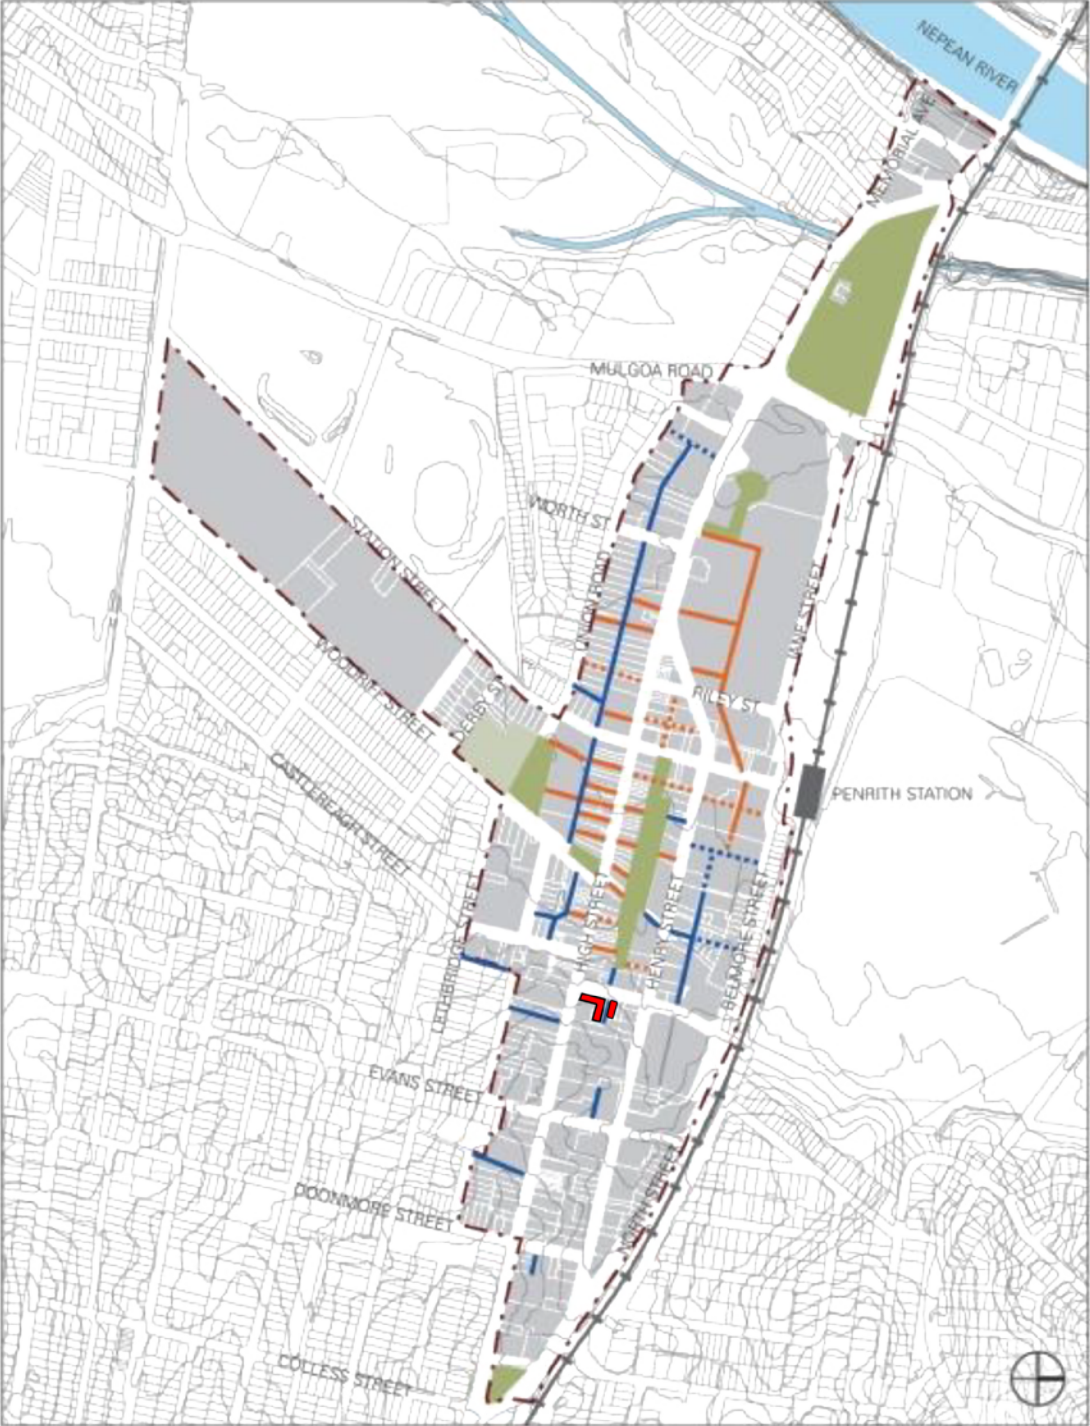 NEPEAN RIVER
MEMORIAL AVE
MULGOA ROAD
WORTH ST
STATION STREET
UNION ROAD
JANE STREET
WOODRIFF STREET
DERBY ST
RILEY ST
CASTLEREAGH STREET
PENRITH STATION
LETHBRIDGE STREET
HIGH STREET
HENRY STREET
BELMORE STREET
EVANS STREET
DOONMORE STREET
NORTH STREET
COLLESS STREET